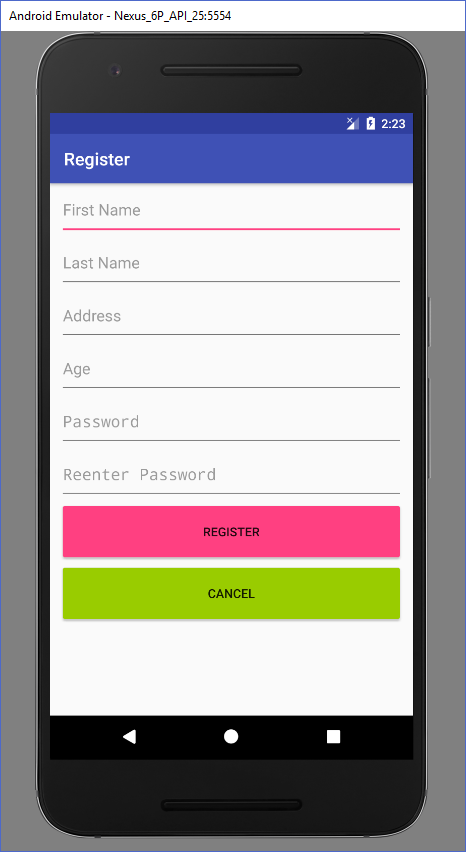 Android Emulator - Nexus_6P_API_25:5554
2:23
Register
First Name
Last Name
Address
Age
Password
Reenter Password
REGISTER
CANCEL